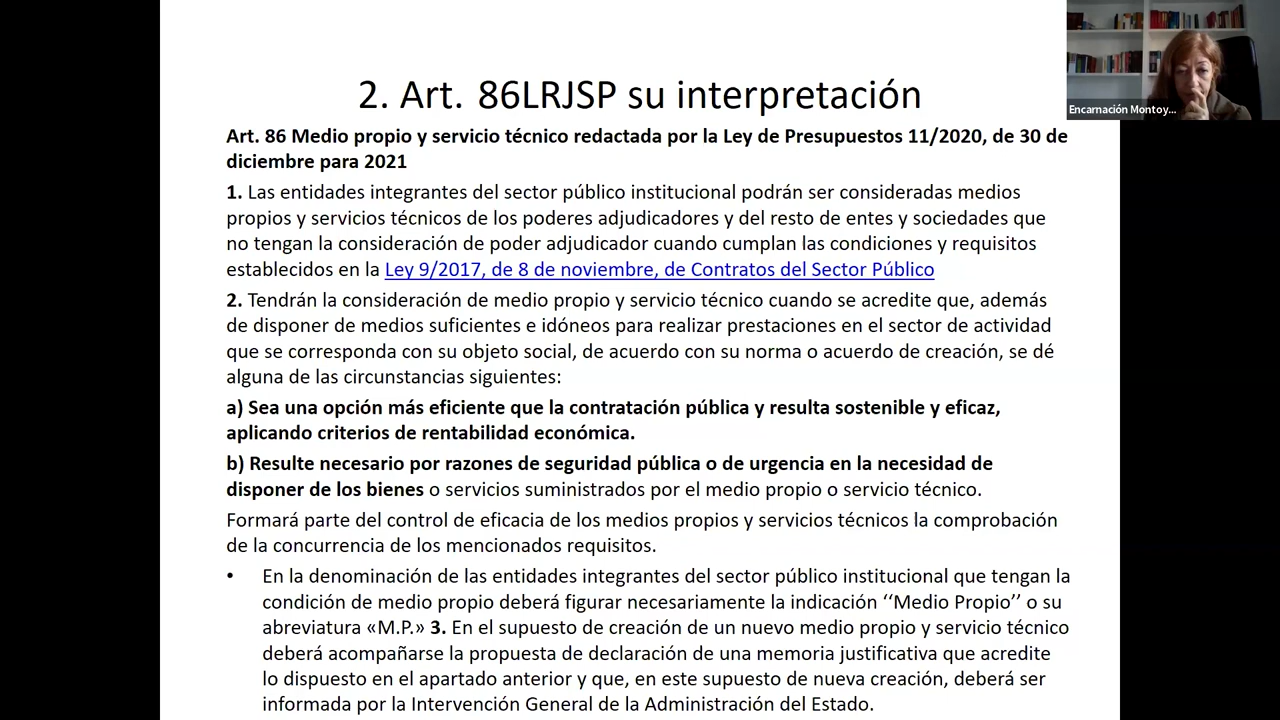 2. Art. 86LRJSP su interpretación
Encarnación Montoy...
Art. 86 Medio propio y servicio técnico redactada por la Ley de Presupuestos 11/2020, de 30 de
diciembre para 2021
1. Las entidades integrantes del sector público institucional podrán ser consideradas medios
propios y servicios técnicos de los poderes adjudicadores y del resto de entes y sociedades que
no tengan la consideración de poder adjudicador cuando cumplan las condiciones y requisitos
establecidos en la Ley 9/2017, de 8 de noviembre, de Contratos del Sector Público
2. Tendrán la consideración de medio propio y servicio técnico cuando se acredite que, además
de disponer de medios suficientes e idóneos para realizar prestaciones en el sector de actividad
que se corresponda con su objeto social, de acuerdo con su norma o acuerdo de creación, se dé
alguna de las circunstancias siguientes:
a) Sea una opción más eficiente que la contratación pública y resulta sostenible y eficaz,
aplicando criterios de rentabilidad económica.
b) Resulte necesario por razones de seguridad pública o de urgencia en la necesidad de
disponer de los bienes o servicios suministrados por el medio propio o servicio técnico.
Formará parte del control de eficacia de los medios propios y servicios técnicos la comprobación
de la concurrencia de los mencionados requisitos.
• En la denominación de las entidades integrantes del sector público institucional que tengan la
condición de medio propio deberá figurar necesariamente la indicación ‘‘Medio Propio’’ o su
abreviatura «M.P.» 3. En el supuesto de creación de un nuevo medio propio y servicio técnico
deberá acompañarse la propuesta de declaración de una memoria justificativa que acredite
lo dispuesto en el apartado anterior y que, en este supuesto de nueva creación, deberá ser
informada por la Intervención General de la Administración del Estado.